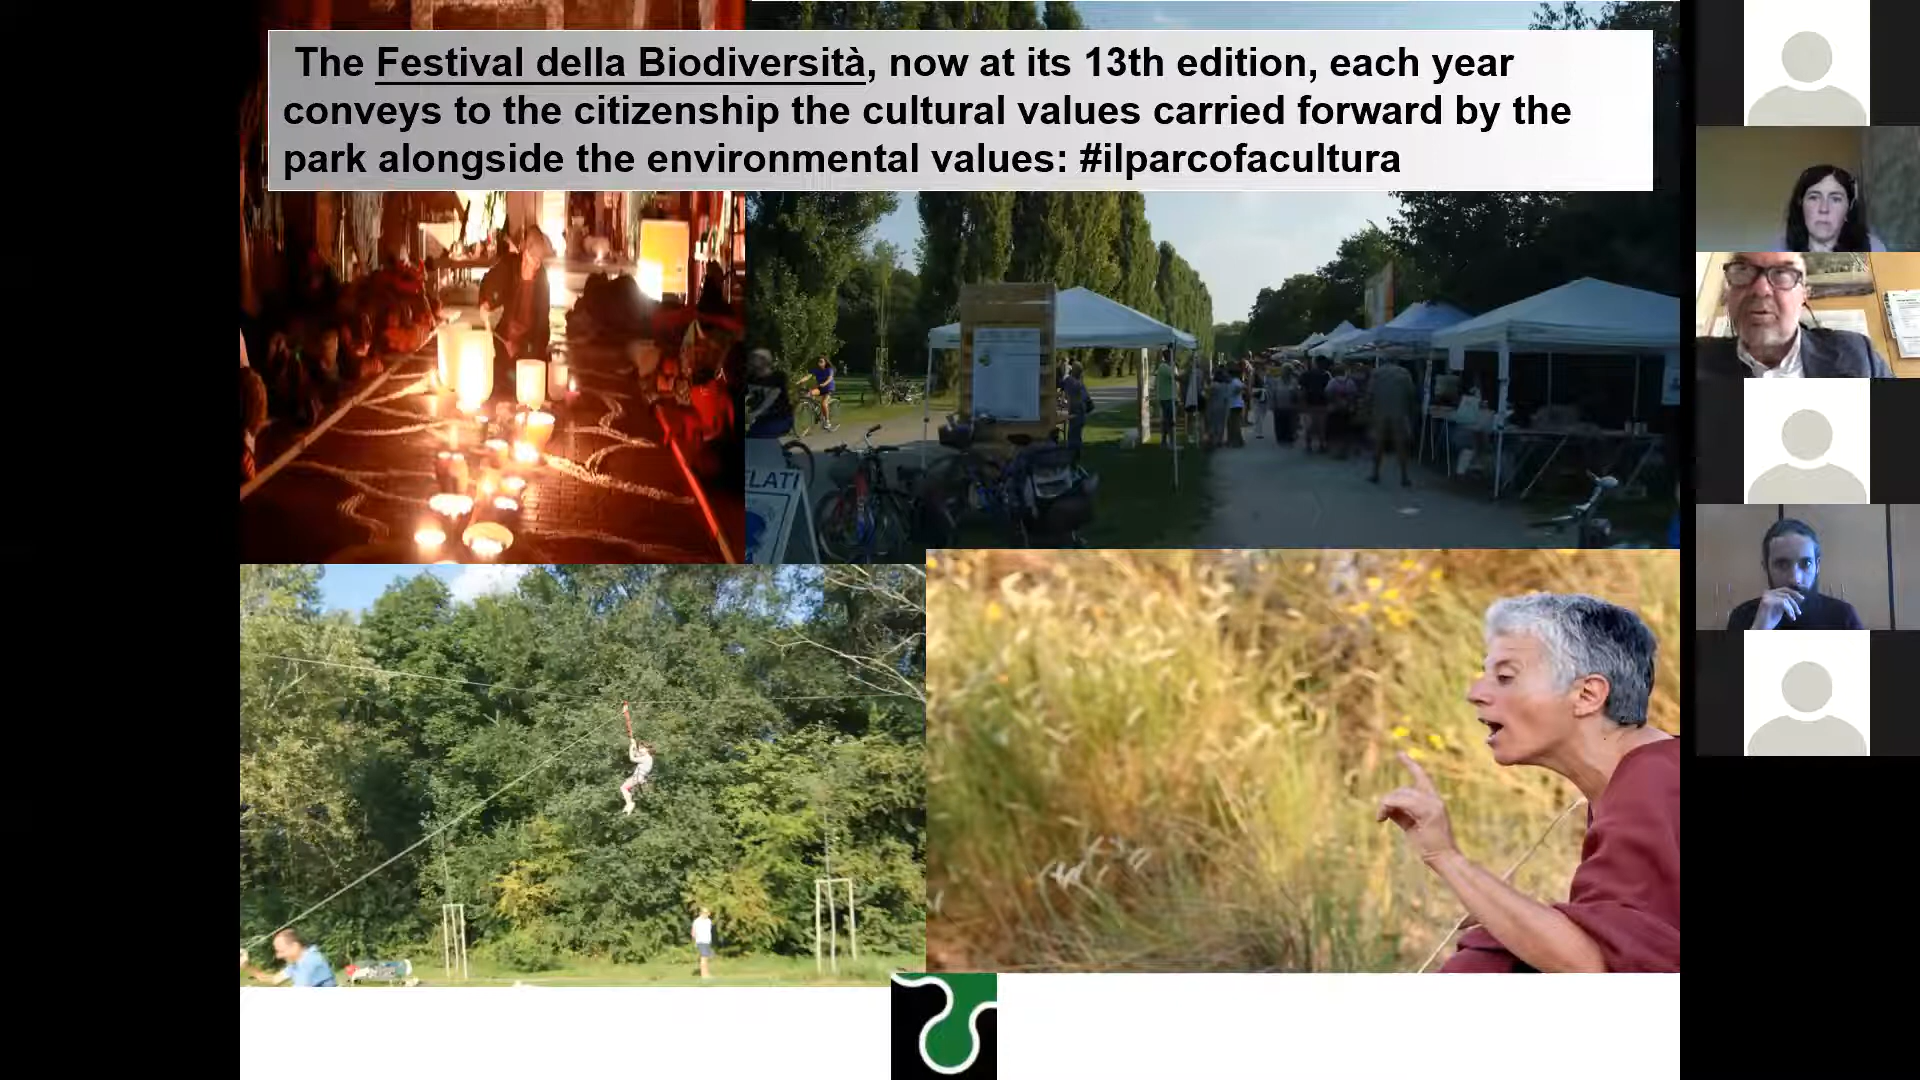 The Festival della Biodiversità, now at its 13th edition, each year
conveys to the citizenship the cultural values carried forward by the
park alongside the environmental values: #ilparcofacultura
ELATI